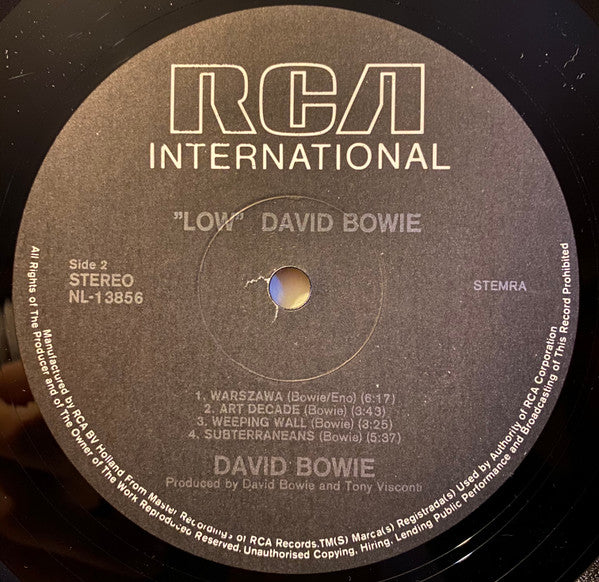 RCA
INTERNATIONAL
"LOW" DAVID BOWIE
Side 2
STEREO
NL-13856
STEMRA
1. WARSZAWA (Bowie/Eno) (6:17)
2. ART DECADE (Bowie) (3:43)
3. WEEPING WALL (Bowie) (3:25)
4. SUBTERRANEANS (Bowie) (5:37)
DAVID BOWIE
Produced by David Bowie and Tony Visconti
Manufactured by RCA BV Holland From Master Recordings of RCA Records.TM(S) Marca(s) Registrada(s) Used by Authority of RCA Corporation
All Rights of The Producer and of The Owner of The Work Reproduced Reserved. Unauthorised Copying, Hiring, Lending Public Performance and Broadcasting of This Record Prohibited